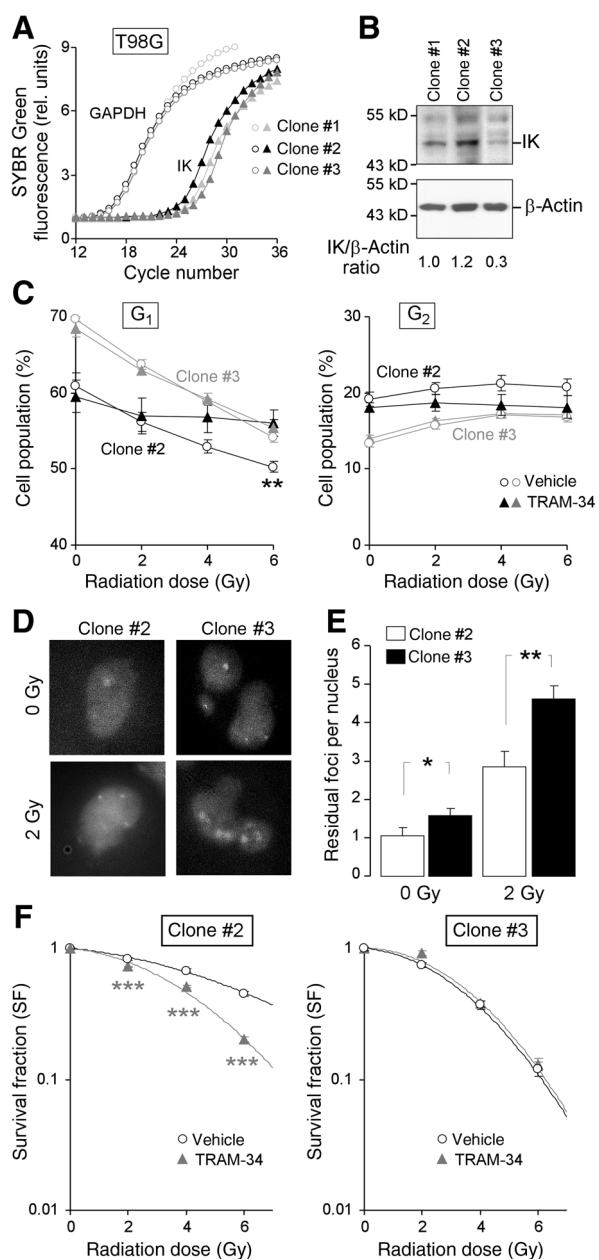 A
T98G
SYBR Green
fluorescence (rel. units)
9
7
5
3
1
GAPDH
IK
Clone #1
Clone #2
Clone #3
12 18 24 30 36
Cycle number
B
Clone #1
Clone #2
Clone #3
55 kD
43 kD
IK
55 kD
43 kD
β-Actin
IK/β-Actin
ratio
1.0 1.2 0.3
C
G1
Cell population (%)
70
60
50
40
Clone #3
Clone #2
**
0 2 4 6
Radiation dose (Gy)
G2
Cell population (%)
30
20
10
0
Clone #2
Clone #3
Vehicle
TRAM-34
0 2 4 6
Radiation dose (Gy)
D
Clone #2 Clone #3
0 Gy
2 Gy
E
Residual foci per nucleus
6
5
4
3
2
1
0
Clone #2
Clone #3
*
**
0 Gy 2 Gy
F
Clone #2
Survival fraction (SF)
1
0.1
0.01
***
***
***
Vehicle
TRAM-34
0 2 4 6
Radiation dose (Gy)
Clone #3
Survival fraction (SF)
1
0.1
0.01
Vehicle
TRAM-34
0 2 4 6
Radiation dose (Gy)